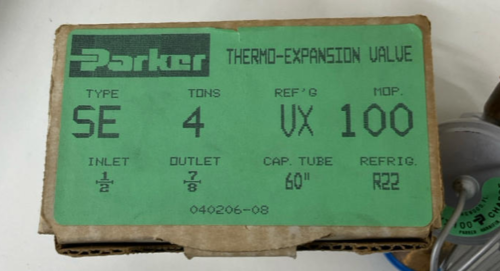 Parker THERMO-EXPANSION VALVE
TYPE TONS REF'G MOP.
SE 4 VX 100
INLET OUTLET CAP. TUBE REFRIG.
1/2 7/8 60" R22
040206-08